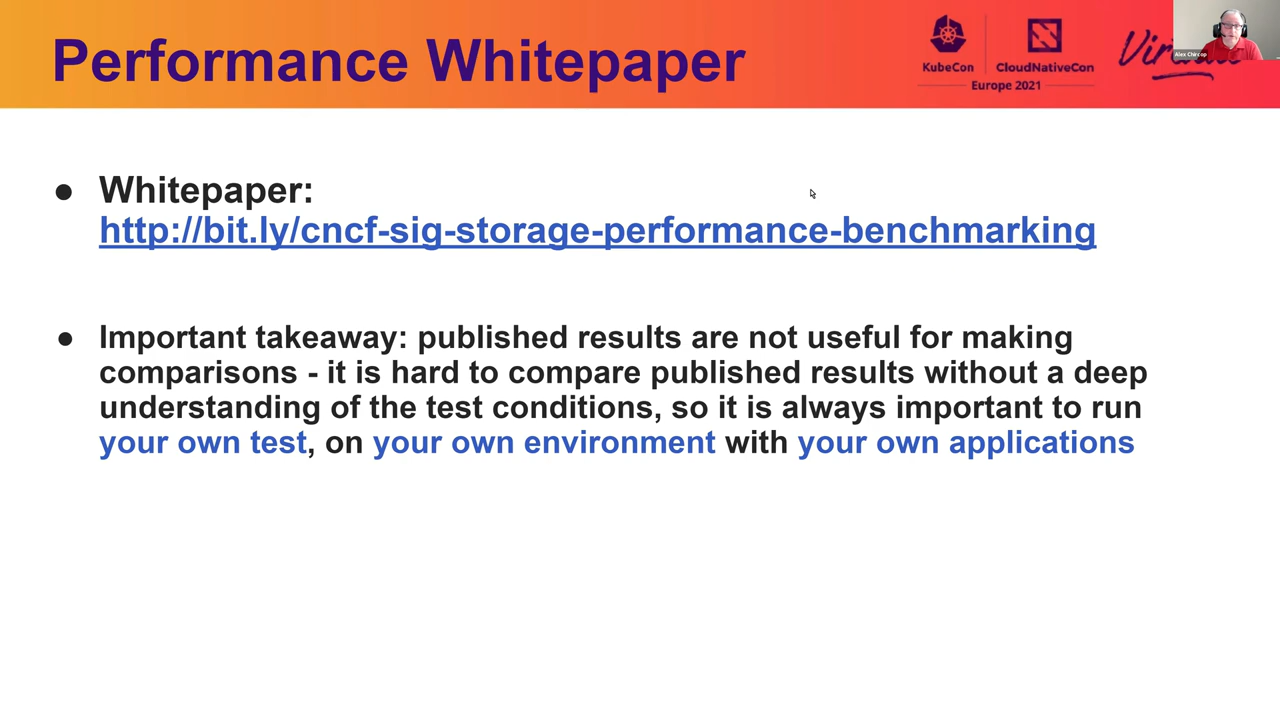 Performance Whitepaper
KubeCon
CloudNativeCon
Europe 2021
Alex Chircop
● Whitepaper:
http://bit.ly/cncf-sig-storage-performance-benchmarking
● Important takeaway: published results are not useful for making
comparisons - it is hard to compare published results without a deep
understanding of the test conditions, so it is always important to run
your own test, on your own environment with your own applications